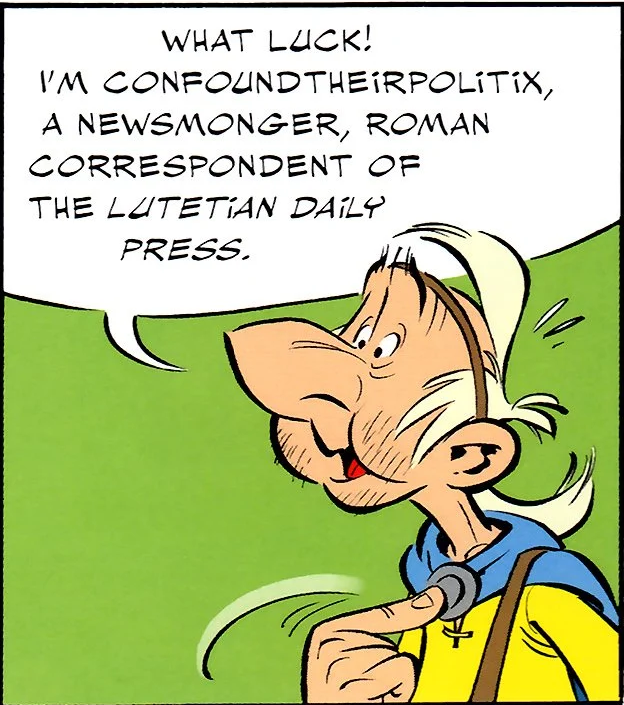 WHAT LUCK!
I'M CONFOUNDTHEIRPOLITIX,
A NEWSMONGER, ROMAN
CORRESPONDENT OF
THE LUTETIAN DAILY
PRESS.